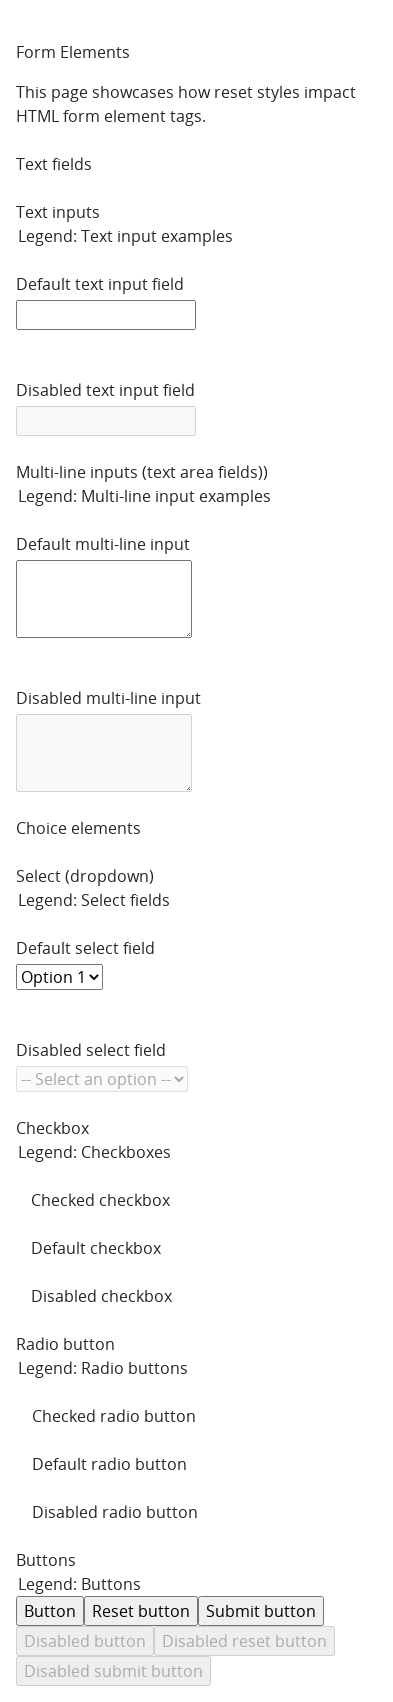 Form Elements
This page showcases how reset styles impact
HTML form element tags.
Text fields
Text inputs
Legend: Text input examples
Default text input field
Disabled text input field
Multi-line inputs (text area fields))
Legend: Multi-line input examples
Default multi-line input
Disabled multi-line input
Choice elements
Select (dropdown)
Legend: Select fields
Default select field
Option 1
Disabled select field
-- Select an option --
Checkbox
Legend: Checkboxes
Checked checkbox
Default checkbox
Disabled checkbox
Radio button
Legend: Radio buttons
Checked radio button
Default radio button
Disabled radio button
Buttons
Legend: Buttons
Button Reset button Submit button
Disabled button Disabled reset button
Disabled submit button